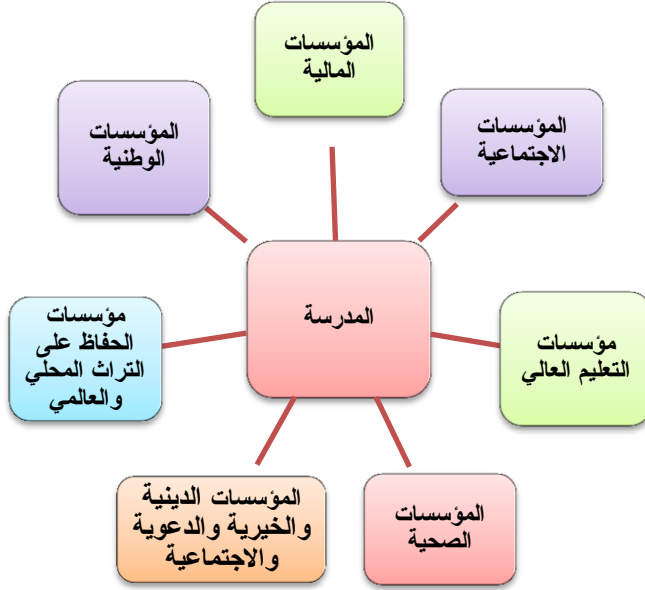 المؤسسات
المالية
المؤسسات
الاجتماعية
المؤسسات
الوطنية
المدرسة
مؤسسات
التعليم العالي
مؤسسات
الحفاظ على
التراث المحلي
والعالمي
المؤسسات
الصحية
المؤسسات الدينية
والخيرية والدعوية
والاجتماعية